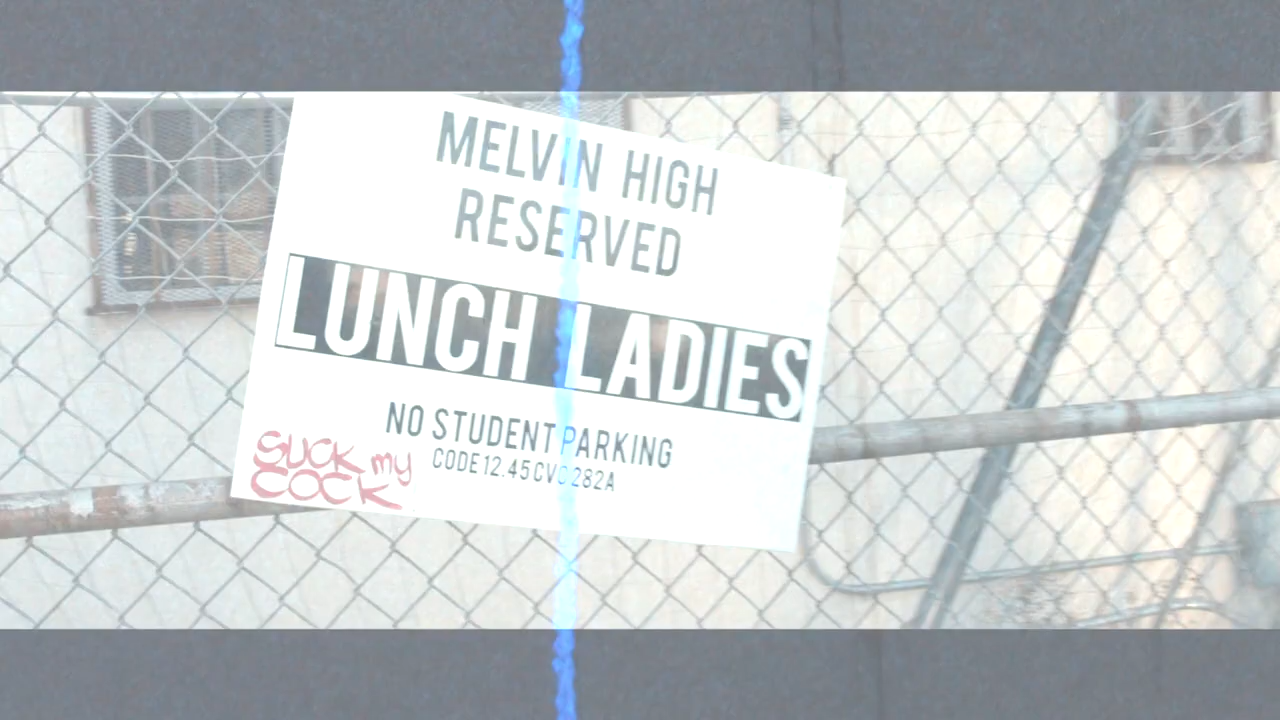 MELVIN HIGH
RESERVED
LUNCH LADIES
NO STUDENT PARKING
CODE 12.45 CVC 282A
SUCK my
COCK